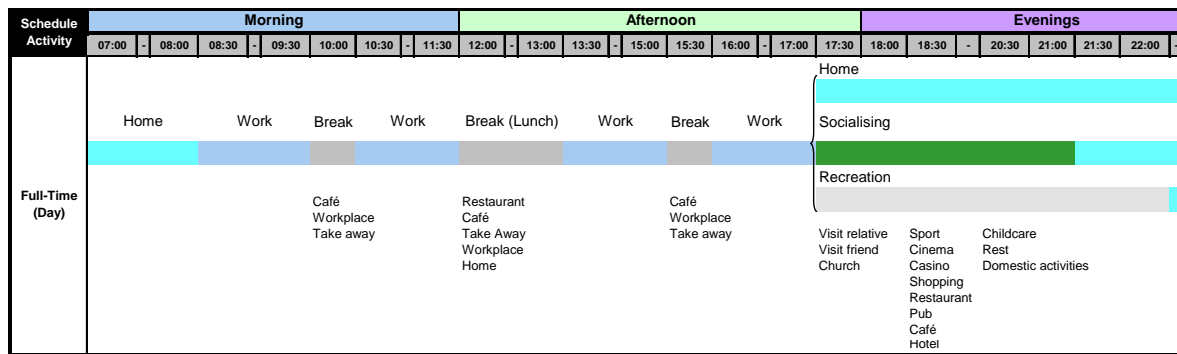 Schedule Activity Morning Afternoon Evenings
07:00 - 08:00 08:30 - 09:30 10:00 10:30 - 11:30 12:00 - 13:00 13:30 - 15:00 15:30 16:00 - 17:00 17:30 18:00 18:30 - 20:30 21:00 21:30 22:00 -
Home
Home Work Break Work Break (Lunch) Work Break Work Socialising
Recreation
Full-Time (Day)
Café Restaurant Café
Workplace Café Workplace
Take away Take Away Take away
Workplace
Home
Visit relative Sport Childcare
Visit friend Cinema Rest
Church Casino Domestic activities
Shopping
Restaurant
Pub
Café
Hotel